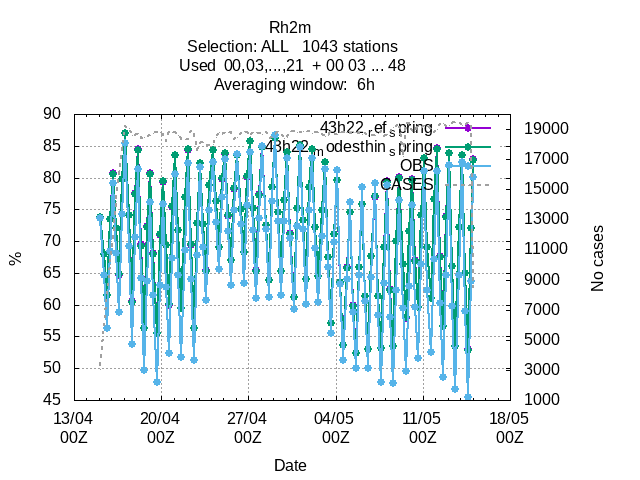 Rh2m
Selection: ALL 1043 stations
Used 00,03,...,21 + 00 03 ... 48
Averaging window: 6h
90
85
80
75
70
65
60
55
50
45
%
19000
17000
15000
13000
11000
9000
7000
5000
3000
1000
No cases
43h22_ref_spring
43h22_modesthin_spring
OBS
CASES
13/04 20/04 27/04 04/05 11/05 18/05
00Z 00Z 00Z 00Z 00Z 00Z
Date